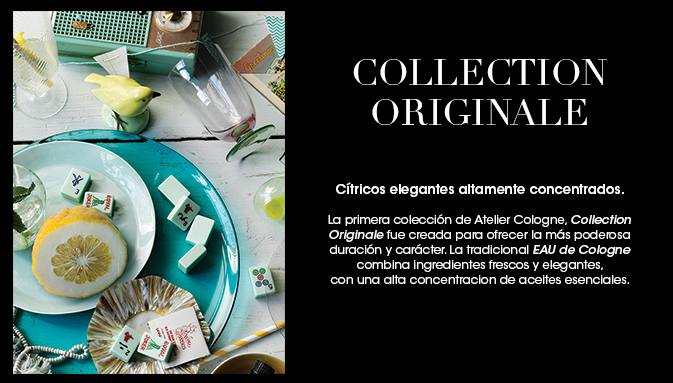 COLLECTION
ORIGINALE
Cítricos elegantes altamente concentrados.
La primera colección de Atelier Cologne, Collection
Originale fue creada para ofrecer la más poderosa
duración y carácter. La tradicional EAU de Cologne
combina ingredientes frescos y elegantes,
con una alta concentracion de aceites esenciales.